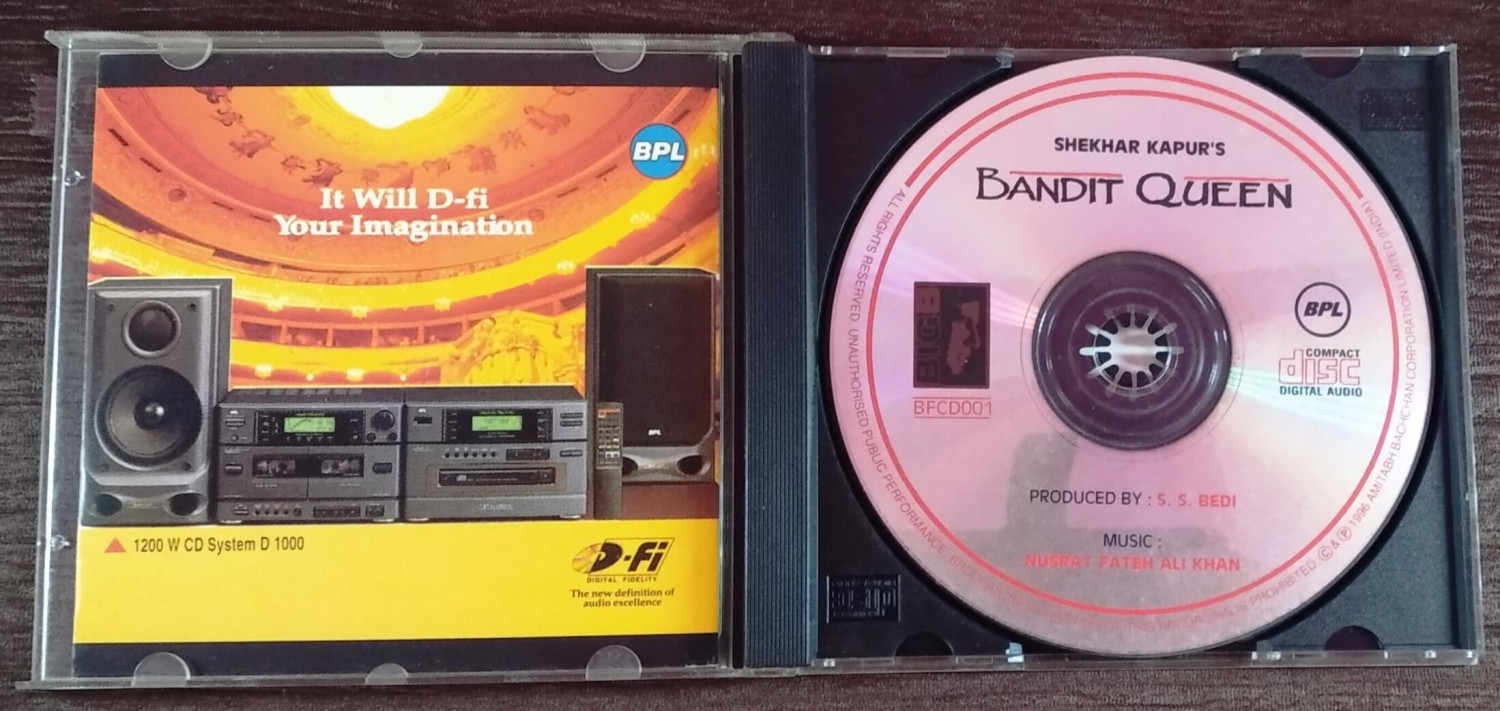 BPL
It Will D-fi
Your Imagination
BPL
1200 W CD System D 1000
D-fi
DIGITAL FIDELITY
The new definition of
audio excellence
SHEKHAR KAPUR'S
BANDIT QUEEN
BIG B
BFCD001
BPL
COMPACT
disc
DIGITAL AUDIO
PRODUCED BY : S. S. BEDI
MUSIC :
NUSRAT FATEH ALI KHAN
ALL RIGHTS RESERVED. UNAUTHORISED PUBLIC PERFORMANCE. THIS RECORDING IS PROHIBITED © & ℗ 1996 AMITABH BACHCHAN CORPORATION LIMITED (INDIA)
disc